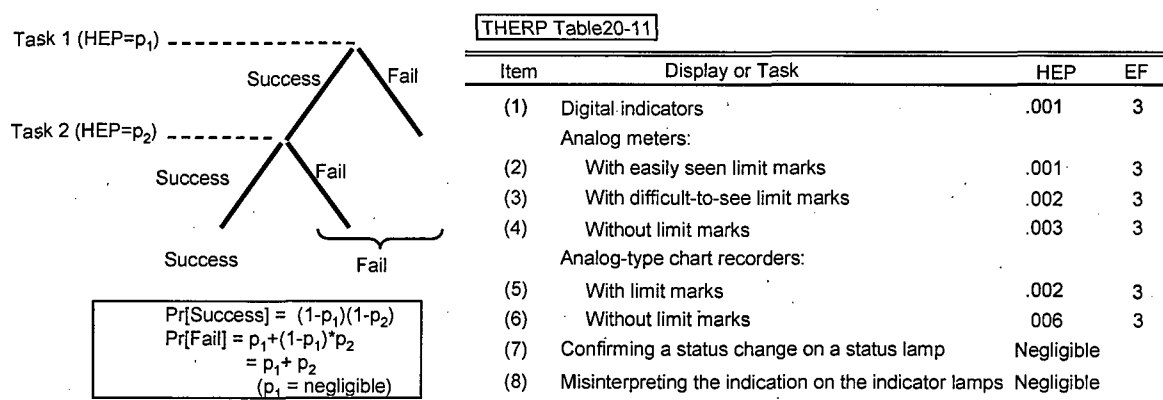 Task 1 (HEP=p₁)
Success
Fail
Task 2 (HEP=p₂)
Success
Fail
Success
Fail
Pr[Success] = (1-p₁)(1-p₂)
Pr[Fail] = p₁+(1-p₁)*p₂
= p₁+ p₂
(p₁ = negligible)
THERP Table20-11
Item Display or Task HEP EF
(1) Digital indicators .001 3
Analog meters:
(2) With easily seen limit marks .001 3
(3) With difficult-to-see limit marks .002 3
(4) Without limit marks .003 3
Analog-type chart recorders:
(5) With limit marks .002 3
(6) Without limit marks 006 3
(7) Confirming a status change on a status lamp Negligible
(8) Misinterpreting the indication on the indicator lamps Negligible